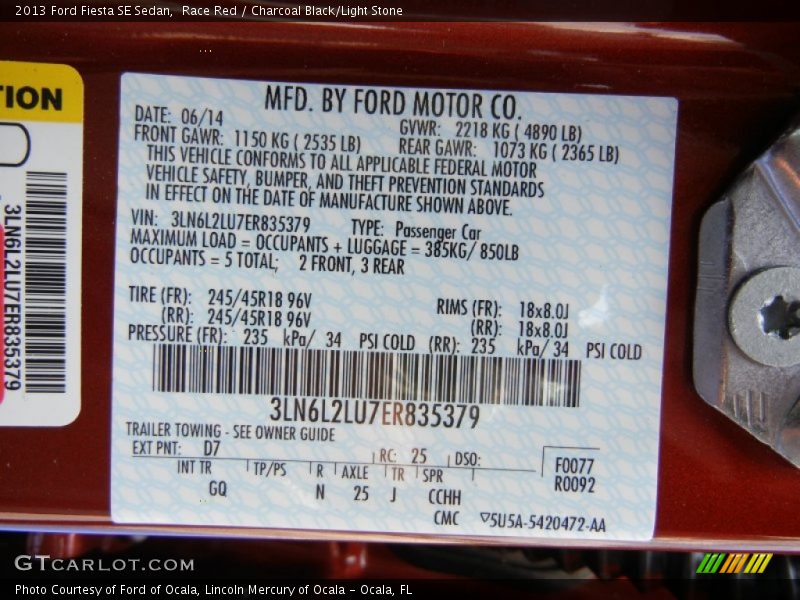 2013 Ford Fiesta SE Sedan,  Race Red / Charcoal Black/Light Stone
TION
3LN6L2LU7ER835379
MFD. BY FORD MOTOR CO.
DATE: 06/14 GVWR: 2218 KG ( 4890 LB)
FRONT GAWR: 1150 KG ( 2535 LB) REAR GAWR: 1073 KG ( 2365 LB)
THIS VEHICLE CONFORMS TO ALL APPLICABLE FEDERAL MOTOR
VEHICLE SAFETY, BUMPER, AND THEFT PREVENTION STANDARDS
IN EFFECT ON THE DATE OF MANUFACTURE SHOWN ABOVE.
VIN: 3LN6L2LU7ER835379 TYPE: Passenger Car
MAXIMUM LOAD = OCCUPANTS + LUGGAGE = 385KG/ 850LB
OCCUPANTS = 5 TOTAL; 2 FRONT, 3 REAR
TIRE (FR): 245/45R18 96V RIMS (FR): 18x8.0J
(RR): 245/45R18 96V (RR): 18x8.0J
PRESSURE (FR): 235 kPa/ 34 PSI COLD (RR): 235 kPa/ 34 PSI COLD
3LN6L2LU7ER835379
TRAILER TOWING - SEE OWNER GUIDE
EXT PNT: D7 RC: 25 DSO: F0077
INT TR TP/PS R AXLE TR SPR R0092
GQ N 25 J CCHH
CMC 5U5A-5420472-AA
GTCarLot.com
Photo Courtesy of Ford of Ocala, Lincoln Mercury of Ocala – Ocala, FL